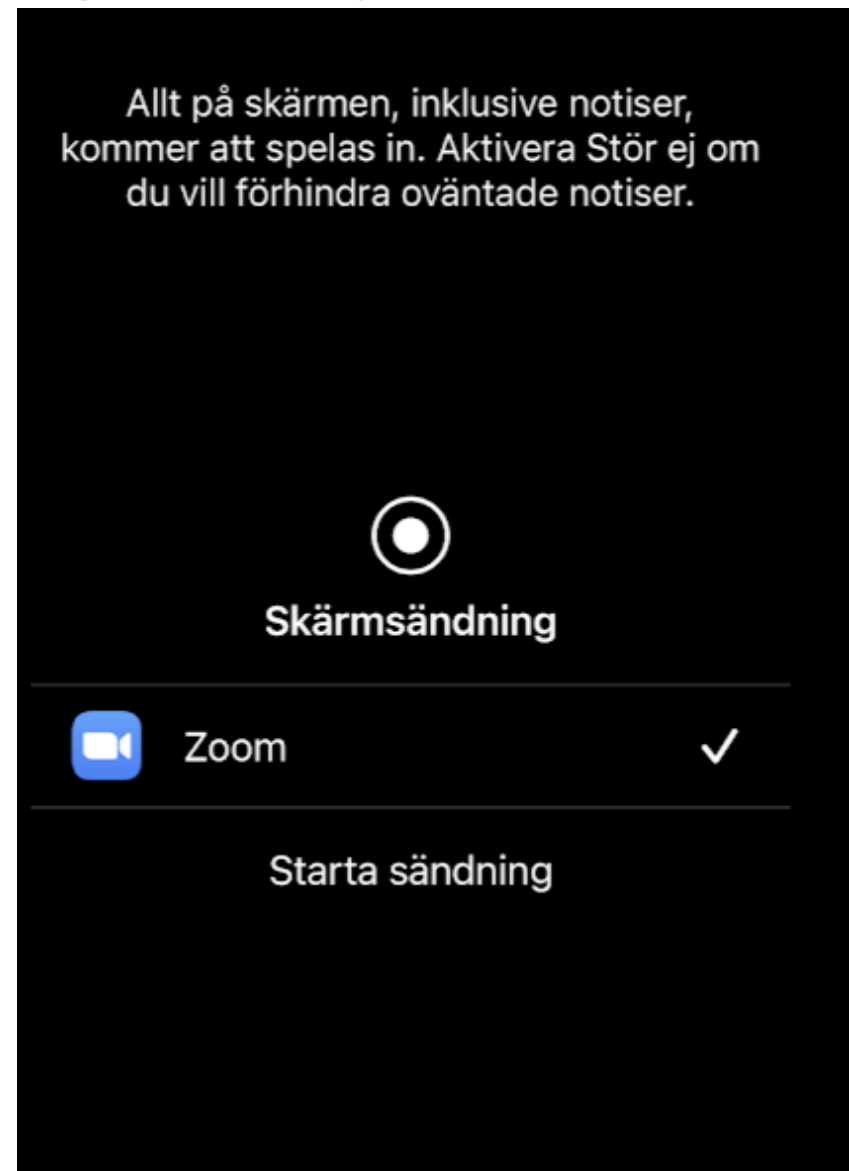 Allt på skärmen, inklusive notiser,
kommer att spelas in. Aktivera Stör ej om
du vill förhindra oväntade notiser.
Skärmsändning
Zoom
Starta sändning